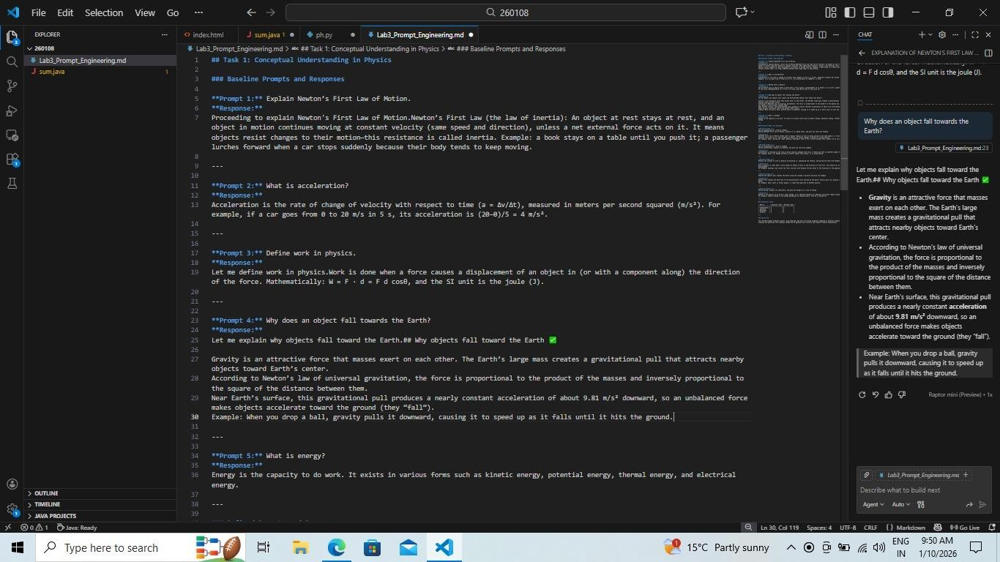 File Edit Selection View Go ···
260108
EXPLORER
260108
Lab3_Prompt_Engineering.md
sum.java 1
OUTLINE
TIMELINE
JAVA PROJECTS
index.html
sum.java 1
ph.py
Lab3_Prompt_Engineering.md
Lab3_Prompt_Engineering.md > ## Task 1: Conceptual Understanding in Physics > ### Baseline Prompts and Responses
1 ## Task 1: Conceptual Understanding in Physics
2
3 ### Baseline Prompts and Responses
4
5 **Prompt 1:** Explain Newton’s First Law of Motion.
6 **Response:**
7 Proceeding to explain Newton’s First Law of Motion.Newton’s First Law (the law of inertia): An object at rest stays at rest, and an
object in motion continues moving at constant velocity (same speed and direction), unless a net external force acts on it. It means
objects resist changes to their motion—this resistance is called inertia. Example: a book stays on a table until you push it; a passenger
lurches forward when a car stops suddenly because their body tends to keep moving.
8
9 ---
10
11 **Prompt 2:** What is acceleration?
12 **Response:**
13 Acceleration is the rate of change of velocity with respect to time (a = Δv/Δt), measured in meters per second squared (m/s²). For
example, if a car goes from 0 to 20 m/s in 5 s, its acceleration is (20−0)/5 = 4 m/s².
14
15 ---
16
17 **Prompt 3:** Define work in physics.
18 **Response:**
19 Let me define work in physics.Work is done when a force causes a displacement of an object in (or with a component along) the direction
of the force. Mathematically: W = F · d = F d cosθ, and the SI unit is the joule (J).
20
21 ---
22
23 **Prompt 4:** Why does an object fall towards the Earth?
24 **Response:**
25 Let me explain why objects fall toward the Earth.## Why objects fall toward the Earth ✅
26
27 Gravity is an attractive force that masses exert on each other. The Earth’s large mass creates a gravitational pull that attracts nearby
objects toward Earth’s center.
28 According to Newton’s law of universal gravitation, the force is proportional to the product of the masses and inversely proportional to
the square of the distance between them.
29 Near Earth’s surface, this gravitational pull produces a nearly constant acceleration of about 9.81 m/s² downward, so an unbalanced force
makes objects accelerate toward the ground (they “fall”).
30 Example: When you drop a ball, gravity pulls it downward, causing it to speed up as it falls until it hits the ground.
31
32 ---
33
34 **Prompt 5:** What is energy?
35 **Response:**
36 Energy is the capacity to do work. It exists in various forms such as kinetic energy, potential energy, thermal energy, and electrical
energy.
37
38 ---
39
CHAT
EXPLANATION OF NEWTON'S FIRST LAW ...
d = F d cosθ, and the SI unit is the joule (J).
Why does an object fall towards the
Earth?
Lab3_Prompt_Engineering.md:23
Let me explain why objects fall toward the
Earth.## Why objects fall toward the Earth ✅
• Gravity is an attractive force that masses
exert on each other. The Earth’s large
mass creates a gravitational pull that
attracts nearby objects toward Earth’s
center.
• According to Newton’s law of universal
gravitation, the force is proportional to
the product of the masses and inversely
proportional to the square of the distance
between them.
• Near Earth’s surface, this gravitational pull
produces a nearly constant acceleration
of about 9.81 m/s² downward, so an
unbalanced force makes objects
accelerate toward the ground (they “fall”).
Example: When you drop a ball, gravity
pulls it downward, causing it to speed up
as it falls until it hits the ground.
Raptor mini (Preview) • 1x
Lab3_Prompt_Engineering.md +
Describe what to build next
Agent Auto
0 1 Java: Ready
Ln 30, Col 119 Spaces: 4 UTF-8 CRLF {} Markdown Go Live
Type here to search
1
15°C Partly sunny
ENG
IN
9:50 AM
1/10/2026